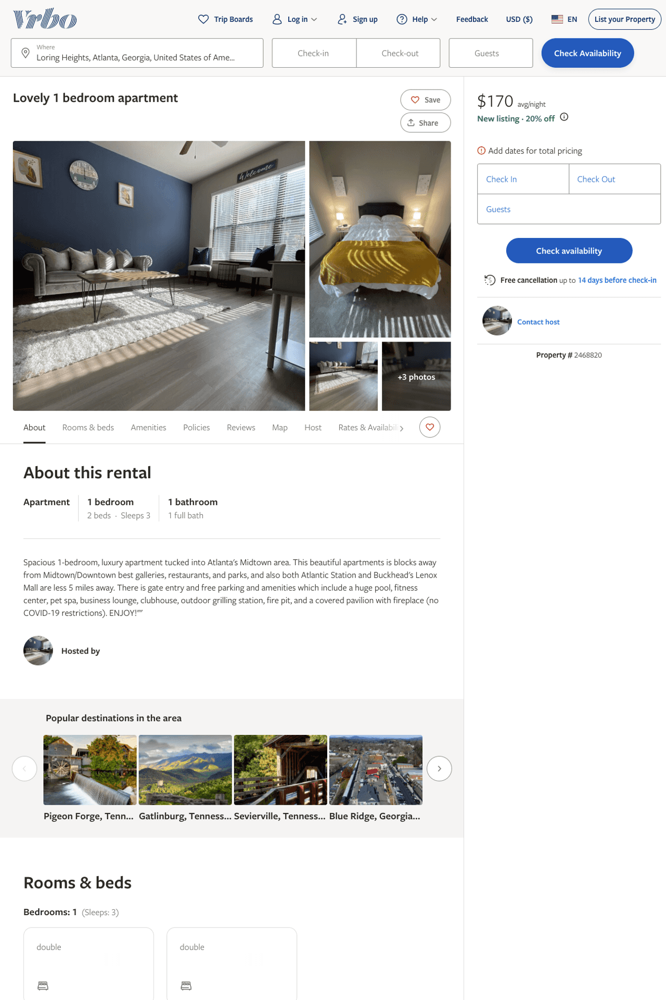 Vrbo
Trip Boards
Log in
Sign up
Help
Feedback
USD ($)
EN
List your Property
Where
Loring Heights, Atlanta, Georgia, United States of Ame...
Check-in
Check-out
Guests
Check Availability
Lovely 1 bedroom apartment
Save
Share
Welcome
+3 photos
$170 avg/night
New listing · 20% off
Add dates for total pricing
Check In
Check Out
Guests
Check availability
Free cancellation up to 14 days before check-in
Contact host
Property # 2468820
About
Rooms & beds
Amenities
Policies
Reviews
Map
Host
Rates & Availabili
About this rental
Apartment
1 bedroom
2 beds · Sleeps 3
1 bathroom
1 full bath
Spacious 1-bedroom, luxury apartment tucked into Atlanta's Midtown area. This beautiful apartments is blocks away
from Midtown/Downtown best galleries, restaurants, and parks, and also both Atlantic Station and Buckhead's Lenox
Mall are less 5 miles away. There is gate entry and free parking and amenities which include a huge pool, fitness
center, pet spa, business lounge, clubhouse, outdoor grilling station, fire pit, and a covered pavilion with fireplace (no
COVID-19 restrictions). ENJOY!""
Hosted by
Popular destinations in the area
Pigeon Forge, Tenn...
Gatlinburg, Tenness...
Sevierville, Tenness...
Blue Ridge, Georgia...
Rooms & beds
Bedrooms: 1 (Sleeps: 3)
double
double